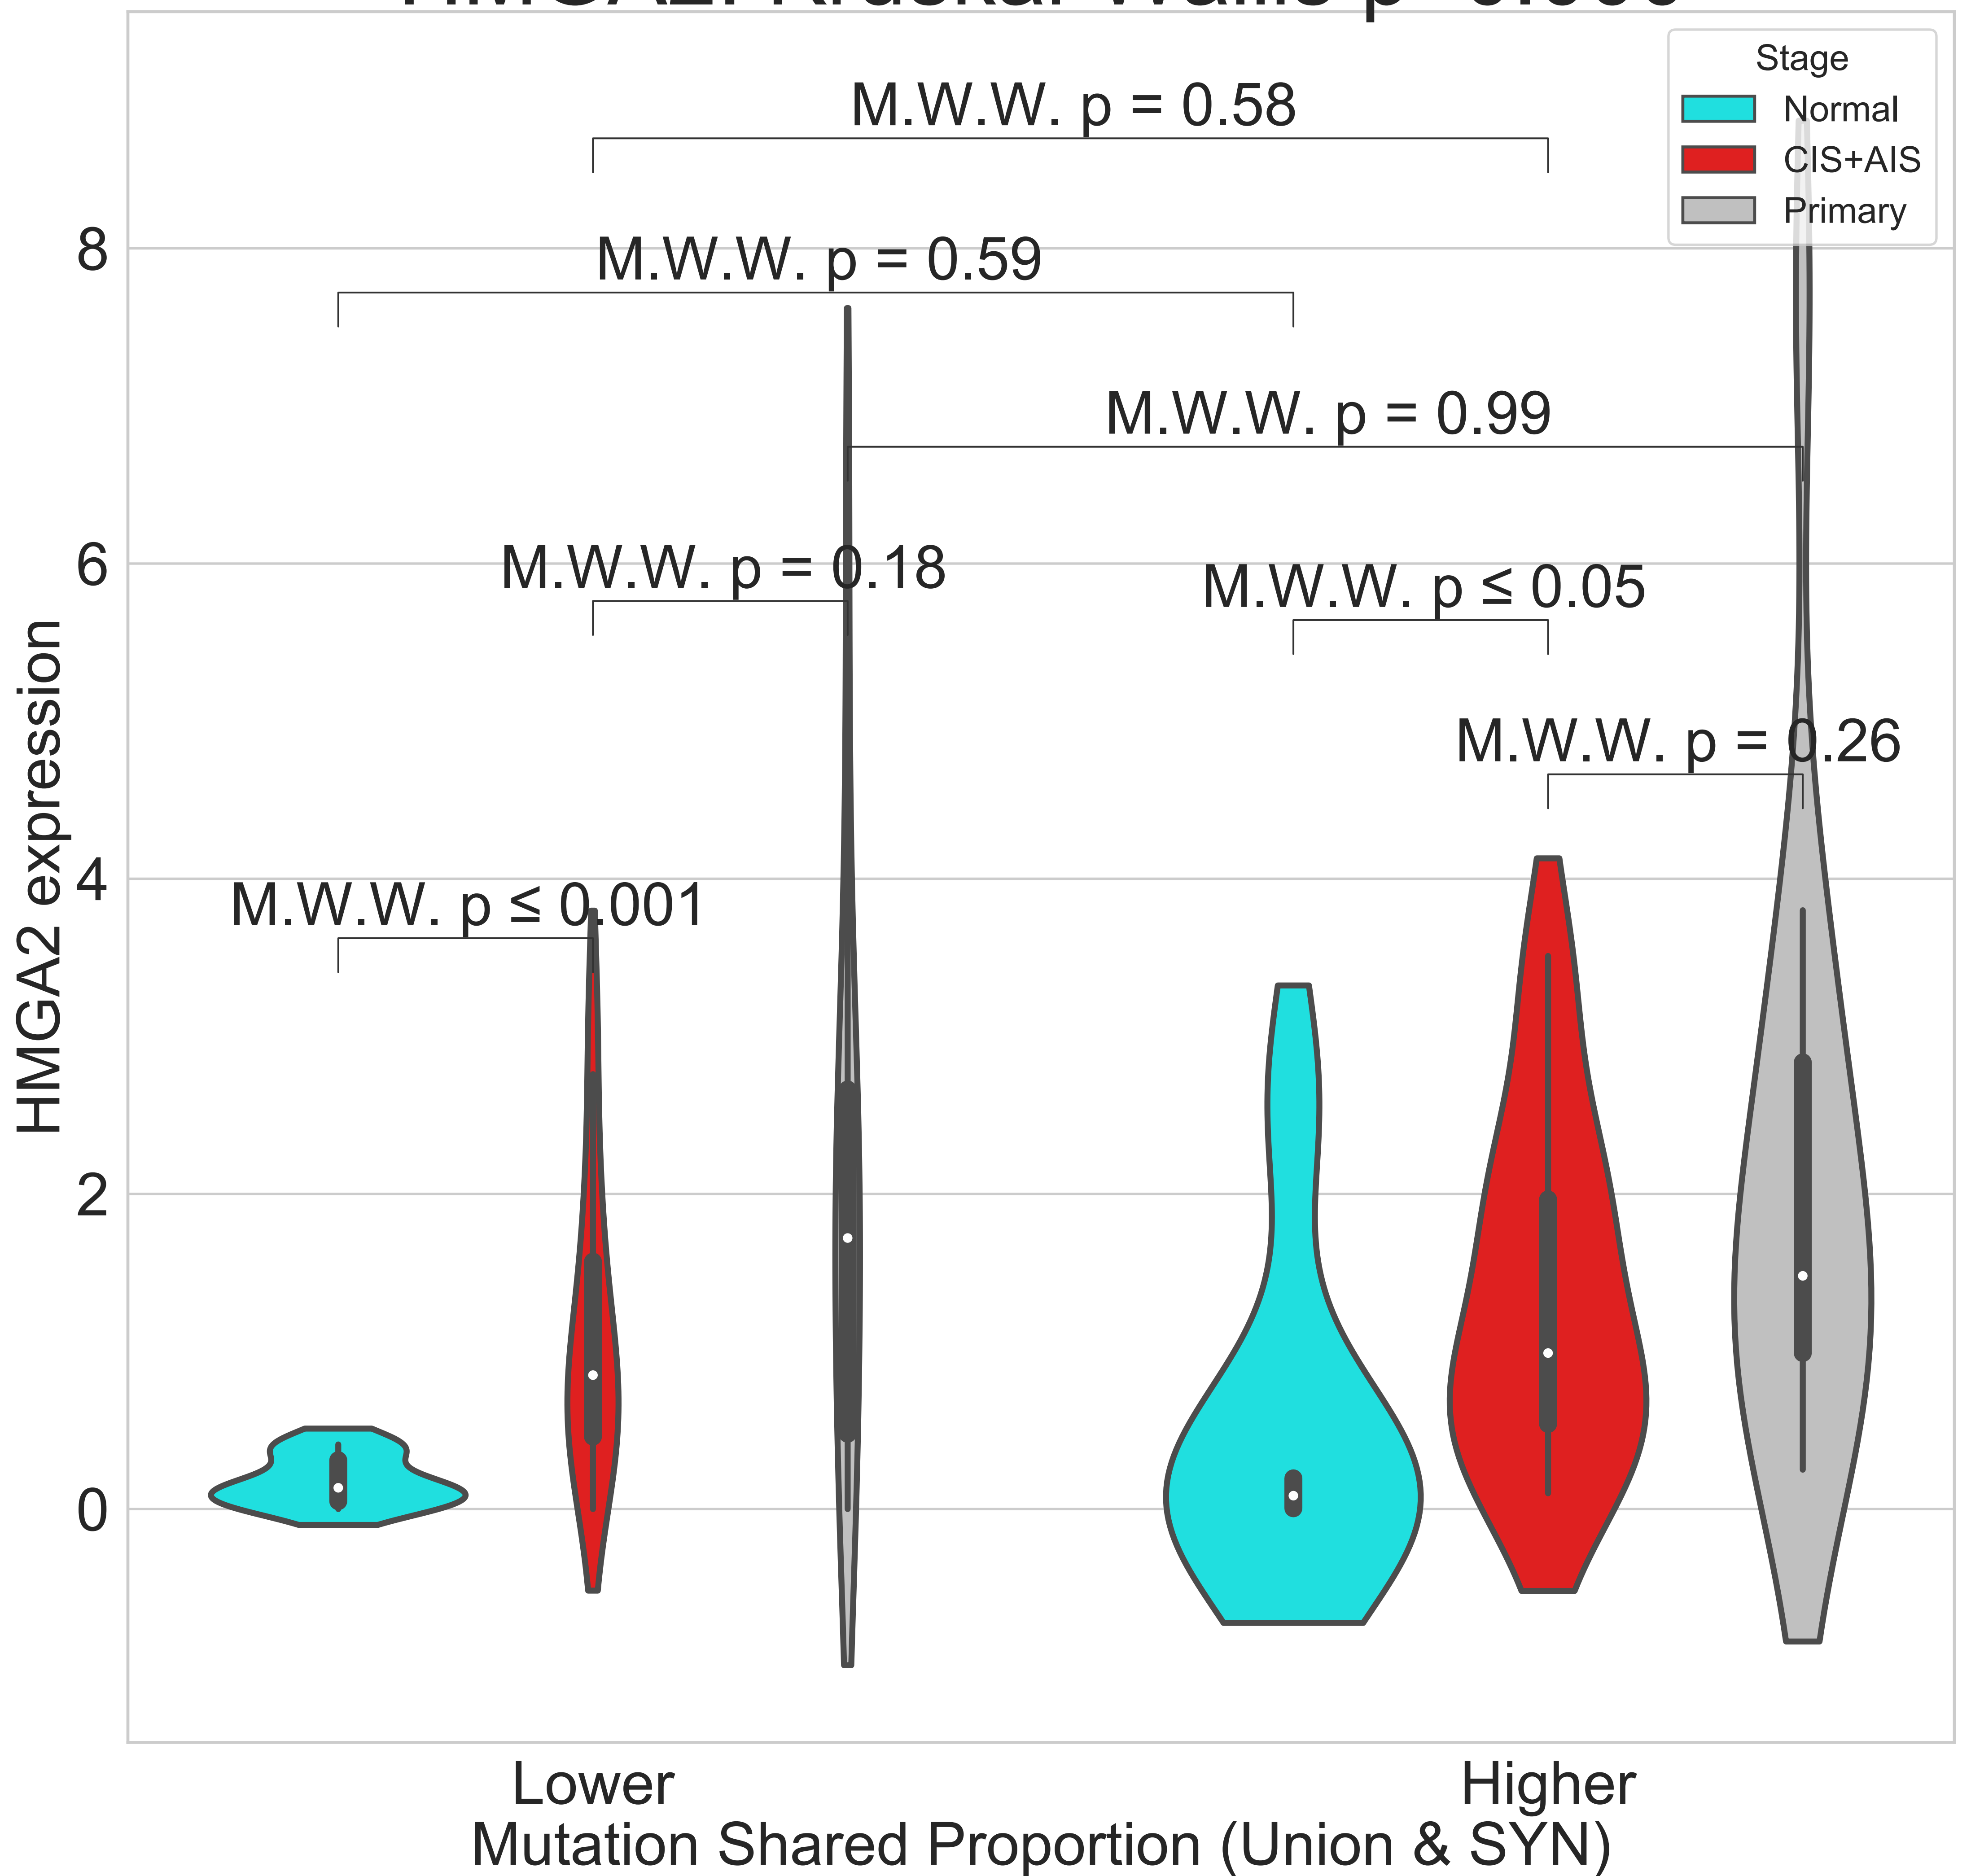 Stage
Normal
CIS+AIS
Primary
M.W.W. p = 0.58
M.W.W. p = 0.59
M.W.W. p = 0.99
M.W.W. p = 0.18
M.W.W. p ≤ 0.05
M.W.W. p = 0.26
M.W.W. p ≤ 0.001
8
6
4
2
0
HMGA2 expression
Lower
Higher
Mutation Shared Proportion (Union & SYN)